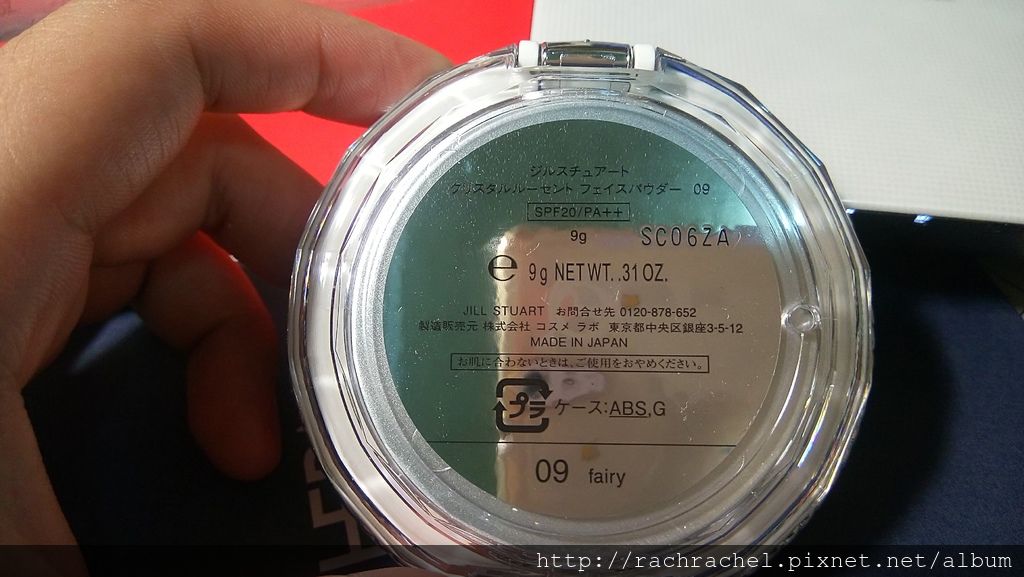 ジルスチュアート
クリスタルルーセント フェイスパウダー 09
SPF20/PA++
9g SC06ZA
e 9g NET WT. .31 OZ.
JILL STUART お問合せ先 0120-878-652
製造販売元 株式会社 コスメ ラボ 東京都中央区銀座3-5-12
MADE IN JAPAN
お肌に合わないときは、ご使用をおやめください。
プラ ケース:ABS,G
09 fairy
http://rachrachel.pixnet.net/album